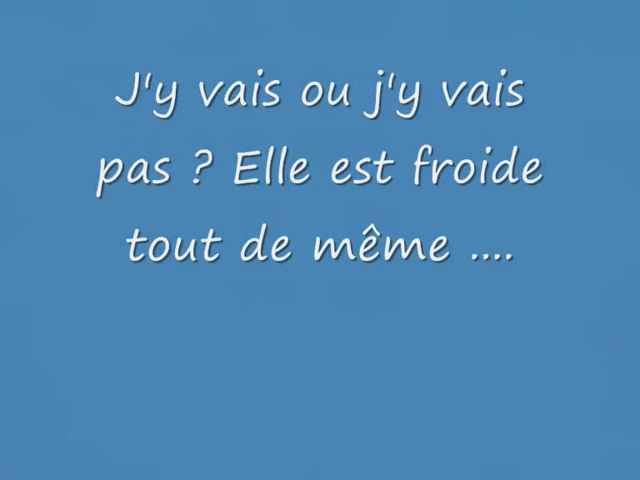 J'y vais ou j'y vais
pas ? Elle est froide
tout de même ....